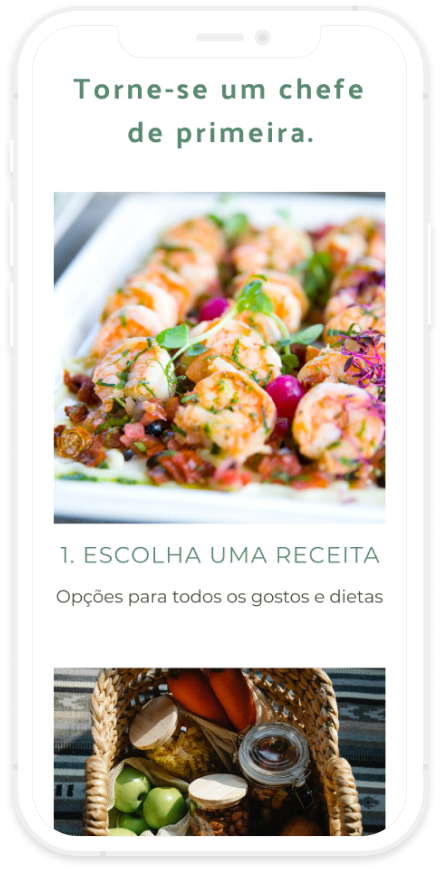 Torne-se um chefe
de primeira.
1. ESCOLHA UMA RECEITA
Opções para todos os gostos e dietas